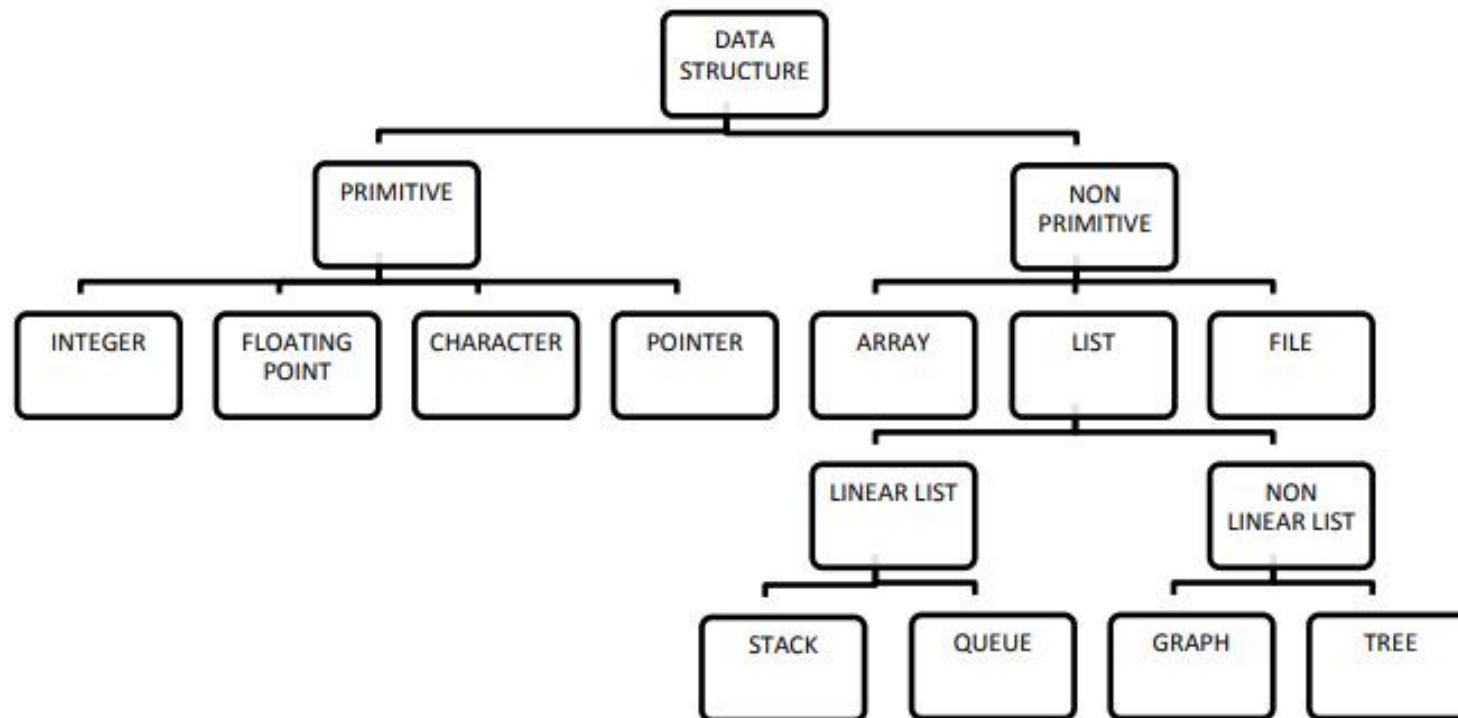 DATA
STRUCTURE
PRIMITIVE
NON
PRIMITIVE
INTEGER
FLOATING
POINT
CHARACTER
POINTER
ARRAY
LIST
FILE
LINEAR LIST
NON
LINEAR LIST
STACK
QUEUE
GRAPH
TREE